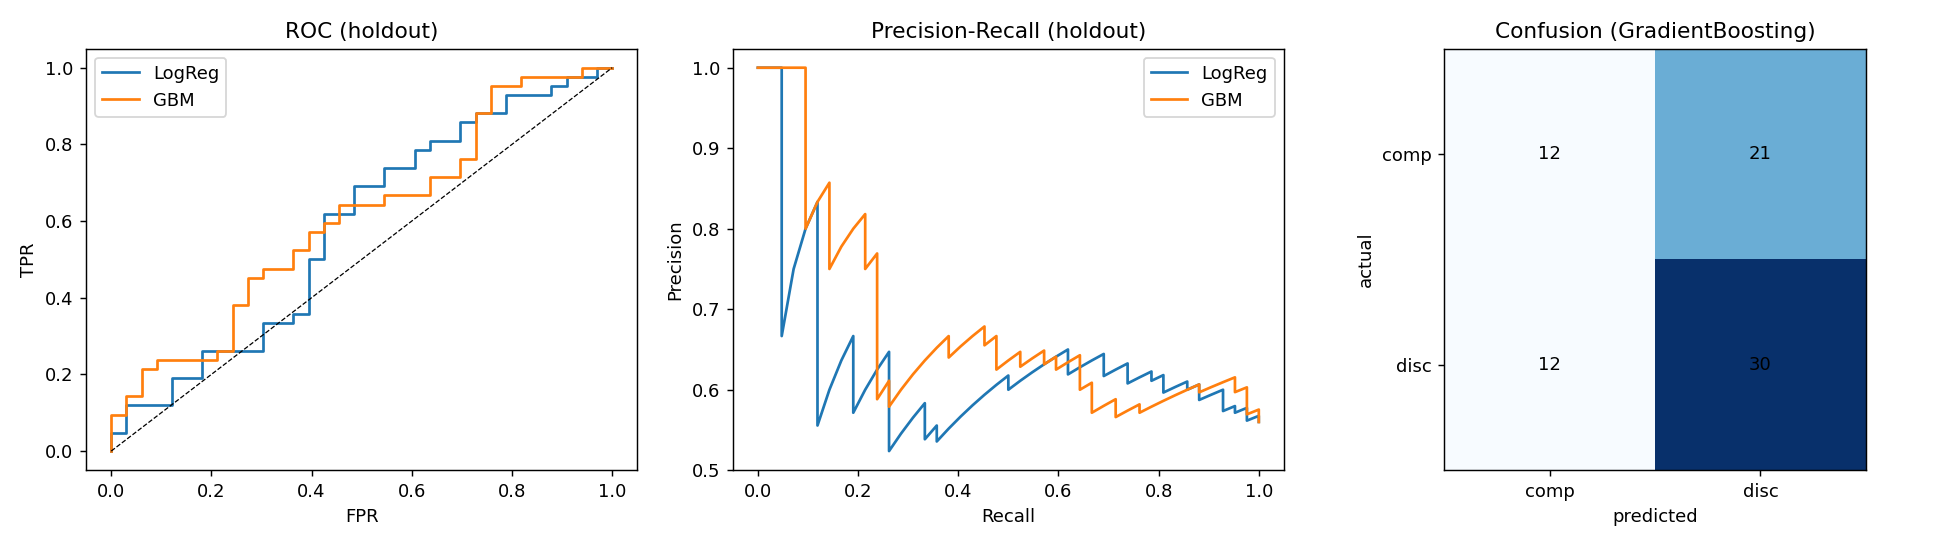 ROC (holdout)
LogReg
GBM
1.0
0.8
0.6
0.4
0.2
0.0
TPR
0.0 0.2 0.4 0.6 0.8 1.0
FPR
Precision-Recall (holdout)
LogReg
GBM
1.0
0.9
0.8
0.7
0.6
0.5
Precision
0.0 0.2 0.4 0.6 0.8 1.0
Recall
Confusion (GradientBoosting)
comp
12 21
disc
12 30
actual
comp disc
predicted